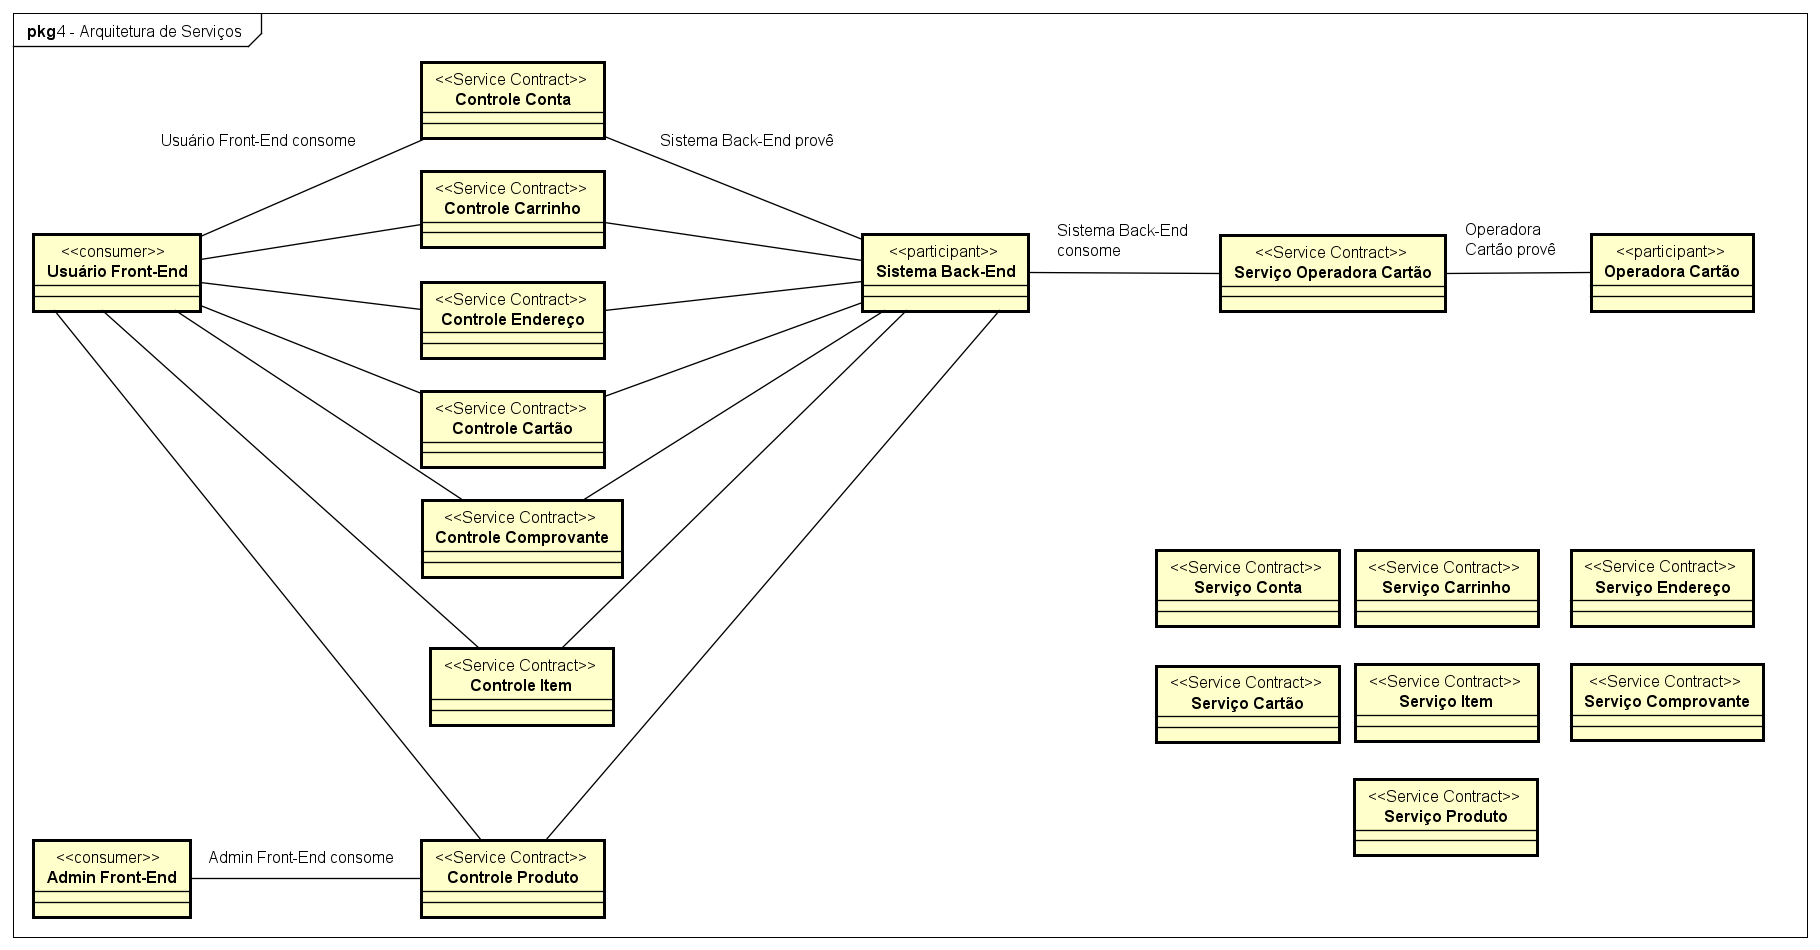 pkg4 - Arquitetura de Serviços
<<Service Contract>>
Controle Conta
Usuário Front-End consome
Sistema Back-End provê
<<Service Contract>>
Controle Carrinho
<<consumer>>
Usuário Front-End
<<participant>>
Sistema Back-End
Sistema Back-End
consome
<<Service Contract>>
Serviço Operadora Cartão
Operadora
Cartão provê
<<participant>>
Operadora Cartão
<<Service Contract>>
Controle Endereço
<<Service Contract>>
Controle Cartão
<<Service Contract>>
Controle Comprovante
<<Service Contract>>
Serviço Conta
<<Service Contract>>
Serviço Carrinho
<<Service Contract>>
Serviço Endereço
<<Service Contract>>
Controle Item
<<Service Contract>>
Serviço Cartão
<<Service Contract>>
Serviço Item
<<Service Contract>>
Serviço Comprovante
<<Service Contract>>
Serviço Produto
<<consumer>>
Admin Front-End
Admin Front-End consome
<<Service Contract>>
Controle Produto